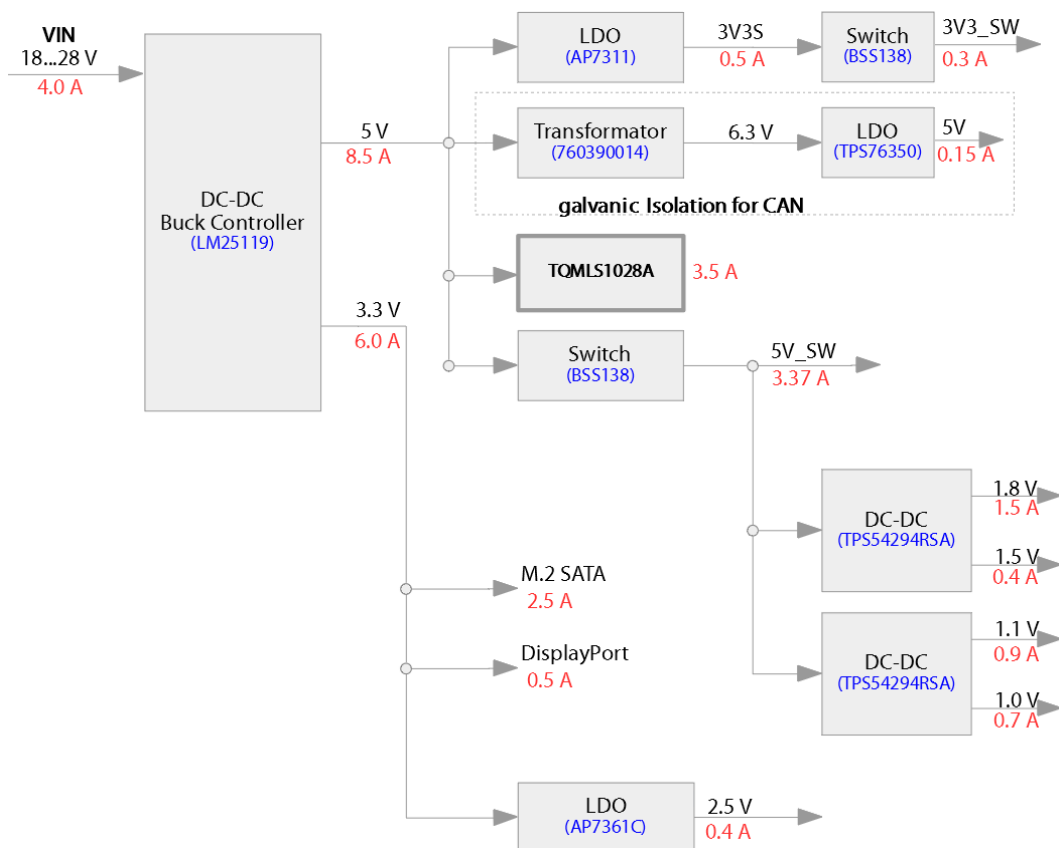 VIN
18...28 V
4.0 A
DC-DC
Buck Controller
(LM25119)
5 V
8.5 A
3.3 V
6.0 A
LDO
(AP7311)
3V3S
0.5 A
Switch
(BSS138)
3V3_SW
0.3 A
Transformator
(760390014)
6.3 V
LDO
(TPS76350)
5V
0.15 A
galvanic Isolation for CAN
TQMLS1028A
3.5 A
Switch
(BSS138)
5V_SW
3.37 A
DC-DC
(TPS54294RSA)
1.8 V
1.5 A
1.5 V
0.4 A
DC-DC
(TPS54294RSA)
1.1 V
0.9 A
1.0 V
0.7 A
M.2 SATA
2.5 A
DisplayPort
0.5 A
LDO
(AP7361C)
2.5 V
0.4 A